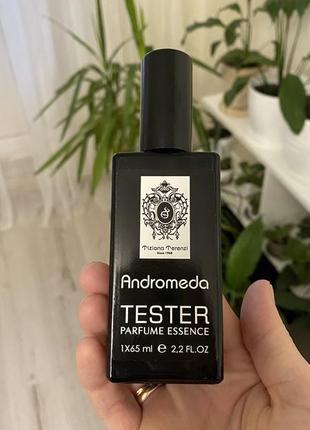 Tiziana Terenzi
Since 1968
Andromeda
TESTER
PARFUME ESSENCE
1X65 ml e 2,2 FL.OZ